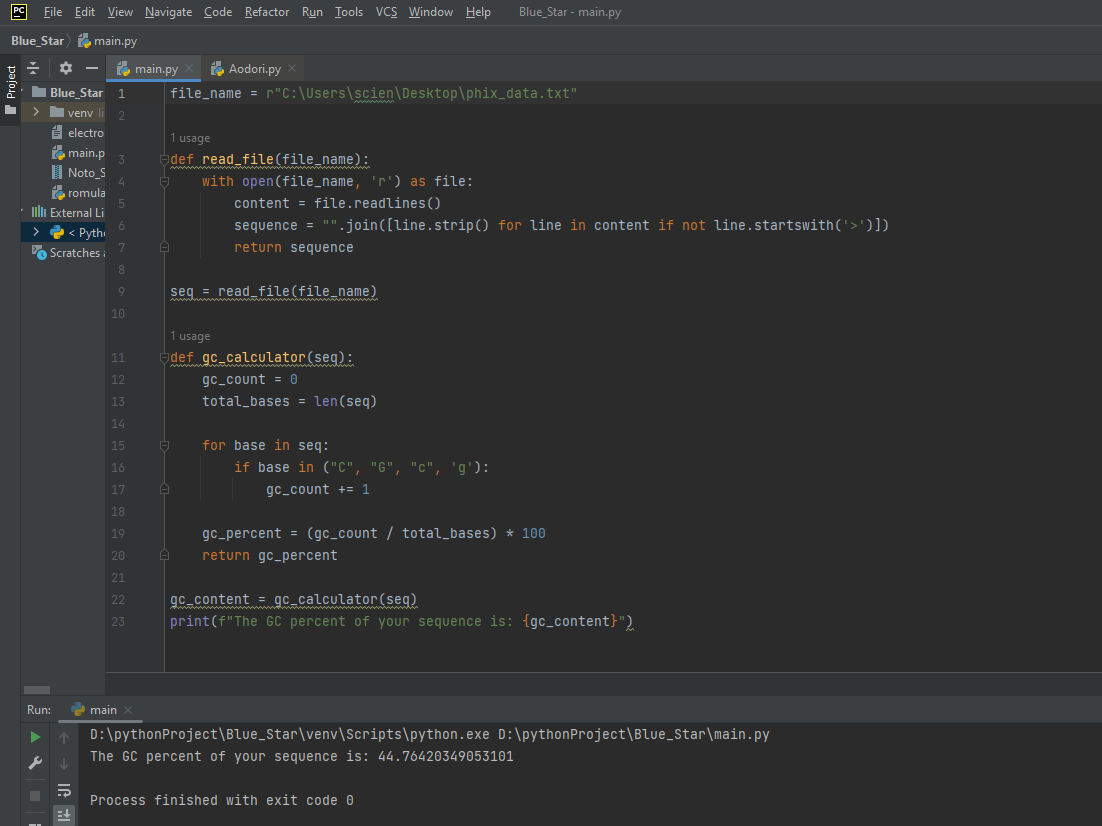 PC File Edit View Navigate Code Refactor Run Tools VCS Window Help Blue_Star - main.py
Blue_Star main.py
Project
main.py Aodori.py
Blue_Star
venv li
electro
main.p
Noto_S
romula
External Li
< Pytho
Scratches a
1 file_name = r"C:\Users\scien\Desktop\phix_data.txt"
2
1 usage
3 def read_file(file_name):
4 with open(file_name, 'r') as file:
5 content = file.readlines()
6 sequence = "".join([line.strip() for line in content if not line.startswith('>')])
7 return sequence
8
9 seq = read_file(file_name)
10
1 usage
11 def gc_calculator(seq):
12 gc_count = 0
13 total_bases = len(seq)
14
15 for base in seq:
16 if base in ("C", "G", "c", 'g'):
17 gc_count += 1
18
19 gc_percent = (gc_count / total_bases) * 100
20 return gc_percent
21
22 gc_content = gc_calculator(seq)
23 print(f"The GC percent of your sequence is: {gc_content}")
Run: main
D:\pythonProject\Blue_Star\venv\Scripts\python.exe D:\pythonProject\Blue_Star\main.py
The GC percent of your sequence is: 44.76420349053101
Process finished with exit code 0